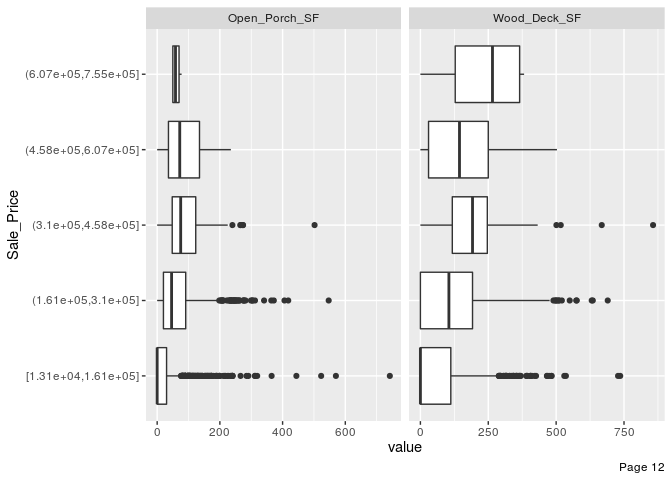 Open_Porch_SF Wood_Deck_SF
(6.07e+05,7.55e+05]
(4.58e+05,6.07e+05]
(3.1e+05,4.58e+05]
(1.61e+05,3.1e+05]
[1.31e+04,1.61e+05]
Sale_Price
0 200 400 600 0 250 500 750
value
Page 12